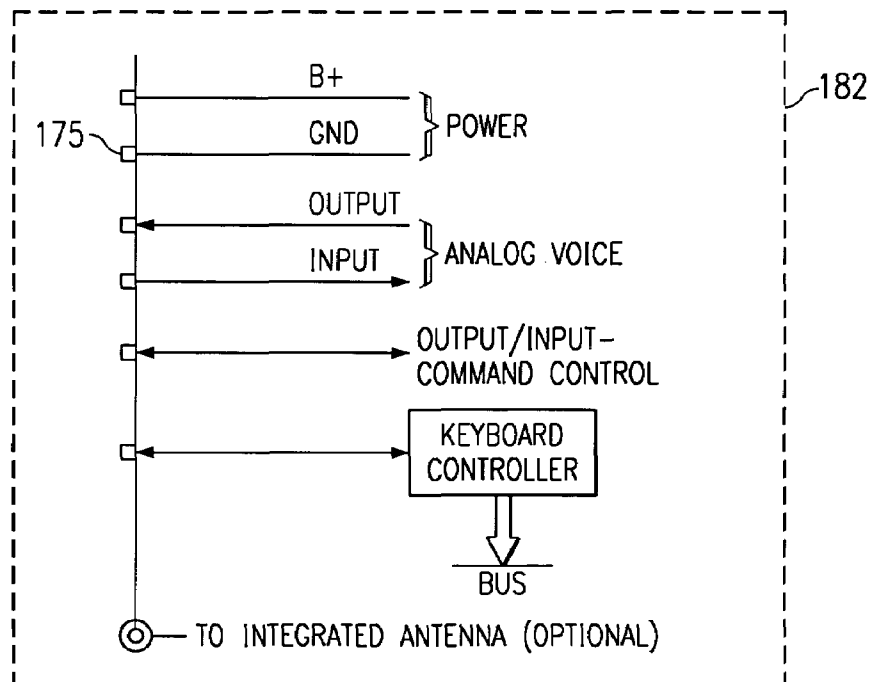 B+
182
175
GND
POWER
OUTPUT
INPUT
ANALOG VOICE
OUTPUT/INPUT-
COMMAND CONTROL
KEYBOARD
CONTROLLER
BUS
TO INTEGRATED ANTENNA (OPTIONAL)